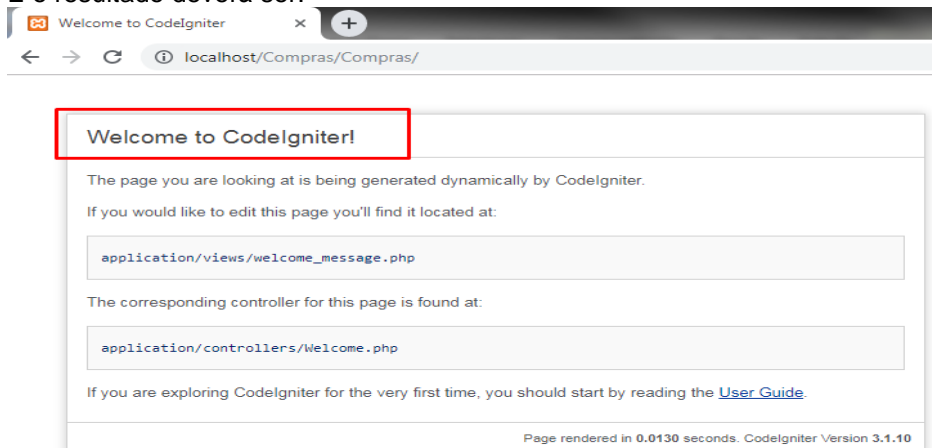 E o resultado deverá ser:
Welcome to CodeIgniter
localhost/Compras/Compras/
Welcome to CodeIgniter!
The page you are looking at is being generated dynamically by CodeIgniter.
If you would like to edit this page you'll find it located at:
application/views/welcome_message.php
The corresponding controller for this page is found at:
application/controllers/Welcome.php
If you are exploring CodeIgniter for the very first time, you should start by reading the User Guide.
Page rendered in 0.0130 seconds. CodeIgniter Version 3.1.10